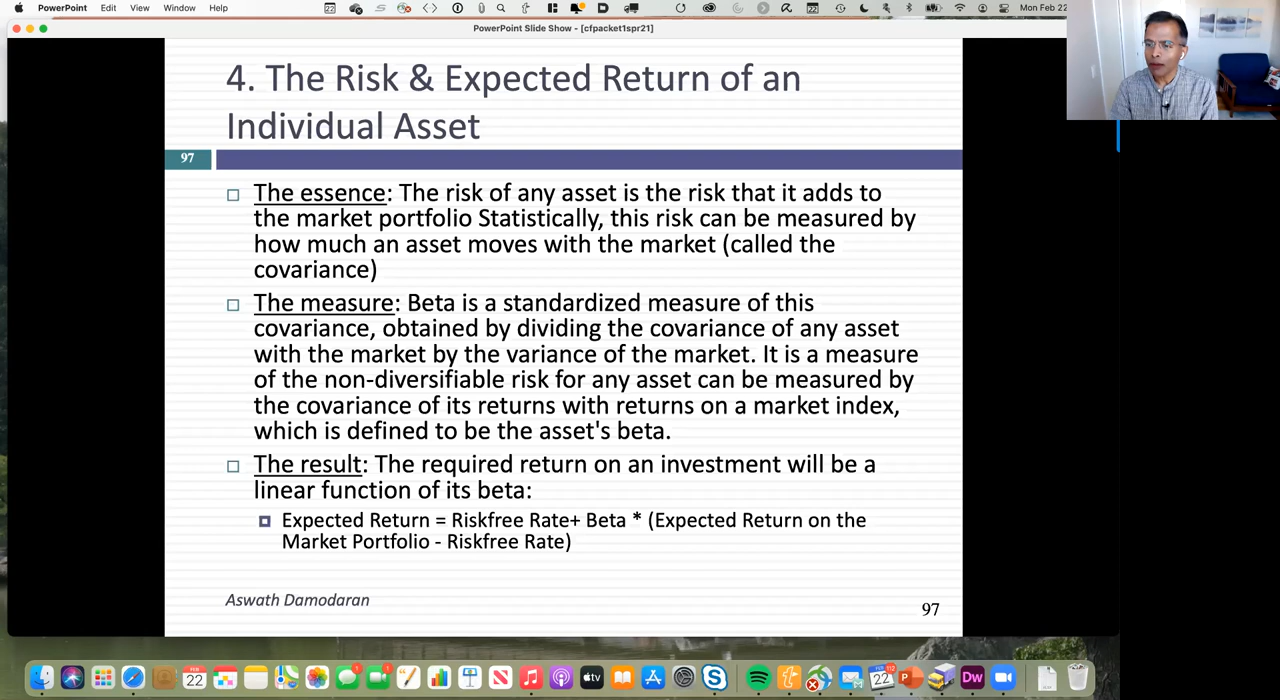 PowerPoint Edit View Window Help
22
22
Mon Feb 22
PowerPoint Slide Show - [cfpacket1spr21]
4. The Risk & Expected Return of an
Individual Asset
97
The essence: The risk of any asset is the risk that it adds to
the market portfolio Statistically, this risk can be measured by
how much an asset moves with the market (called the
covariance)
The measure: Beta is a standardized measure of this
covariance, obtained by dividing the covariance of any asset
with the market by the variance of the market. It is a measure
of the non-diversifiable risk for any asset can be measured by
the covariance of its returns with returns on a market index,
which is defined to be the asset's beta.
The result: The required return on an investment will be a
linear function of its beta:
Expected Return = Riskfree Rate+ Beta * (Expected Return on the
Market Portfolio - Riskfree Rate)
Aswath Damodaran
97
FEB
22
tv
22
Dw